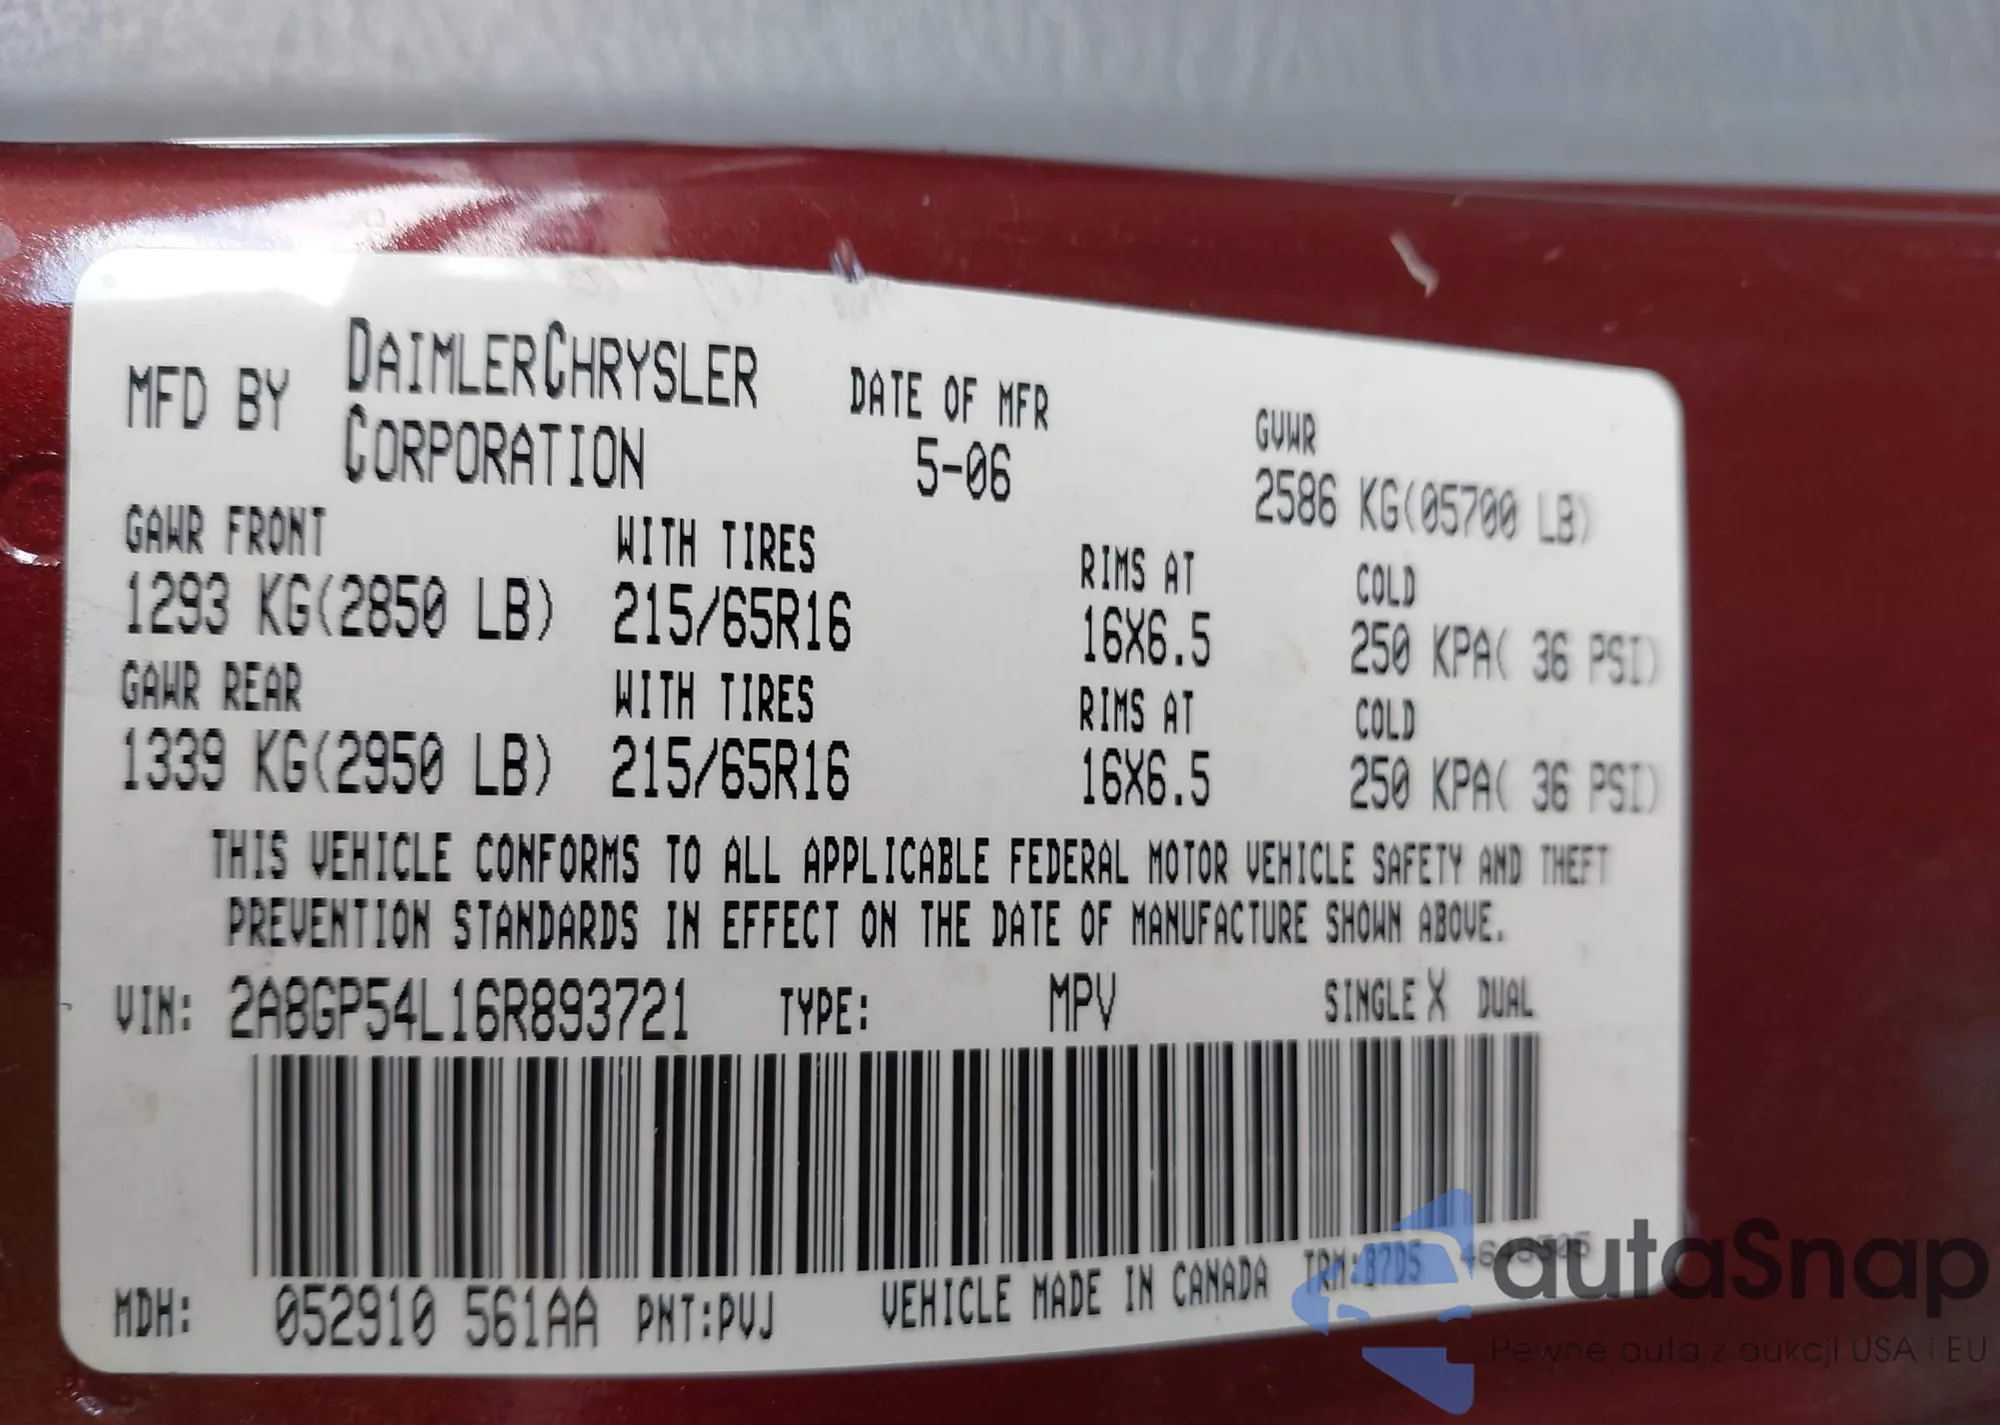 MFD BY DAIMLERCHRYSLER CORPORATION DATE OF MFR 5-06 GVWR 2586 KG(05700 LB)
GAWR FRONT WITH TIRES RIMS AT COLD
1293 KG(2850 LB) 215/65R16 16X6.5 250 KPA( 36 PSI)
GAWR REAR WITH TIRES RIMS AT COLD
1339 KG(2950 LB) 215/65R16 16X6.5 250 KPA( 36 PSI)
THIS VEHICLE CONFORMS TO ALL APPLICABLE FEDERAL MOTOR VEHICLE SAFETY AND THEFT
PREVENTION STANDARDS IN EFFECT ON THE DATE OF MANUFACTURE SHOWN ABOVE.
VIN: 2A8GP54L16R893721 TYPE: MPV SINGLE X DUAL
MDH: 052910 561AA PNT:PVJ VEHICLE MADE IN CANADA
autaSnap
Pewne auta z aukcji USA i EU